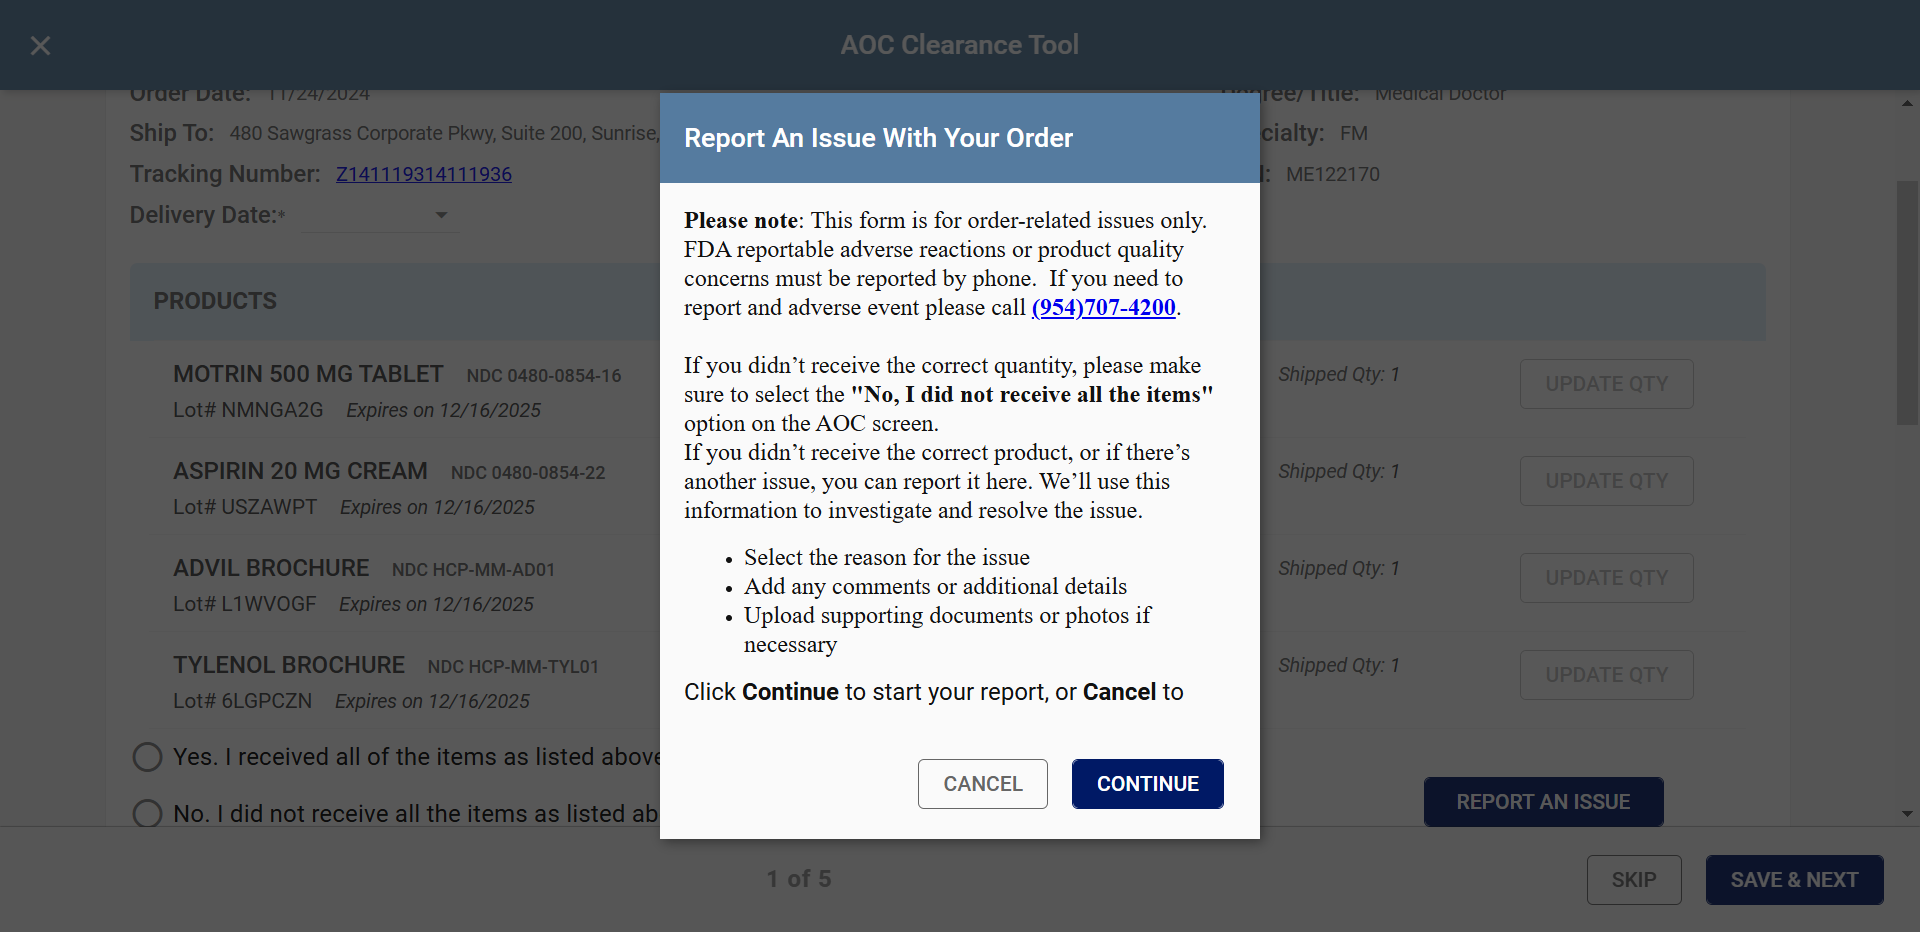 AOC Clearance Tool
Order Date: 11/24/2024
Degree/Title: Medical Doctor
Ship To: 480 Sawgrass Corporate Pkwy, Suite 200, Sunrise,
cialty: FM
Tracking Number: Z141119314111936
ME122170
Delivery Date:*
PRODUCTS
MOTRIN 500 MG TABLET NDC 0480-0854-16
Lot# NMNGA2G Expires on 12/16/2025
Shipped Qty: 1
UPDATE QTY
ASPIRIN 20 MG CREAM NDC 0480-0854-22
Lot# USZAWPT Expires on 12/16/2025
Shipped Qty: 1
UPDATE QTY
ADVIL BROCHURE NDC HCP-MM-AD01
Lot# L1WVOGF Expires on 12/16/2025
Shipped Qty: 1
UPDATE QTY
TYLENOL BROCHURE NDC HCP-MM-TYL01
Lot# 6LGPCZN Expires on 12/16/2025
Shipped Qty: 1
UPDATE QTY
Yes. I received all of the items as listed above
No. I did not receive all the items as listed ab
REPORT AN ISSUE
1 of 5
SKIP
SAVE & NEXT
Report An Issue With Your Order
Please note: This form is for order-related issues only.
FDA reportable adverse reactions or product quality
concerns must be reported by phone. If you need to
report and adverse event please call (954)707-4200.
If you didn’t receive the correct quantity, please make
sure to select the "No, I did not receive all the items"
option on the AOC screen.
If you didn’t receive the correct product, or if there’s
another issue, you can report it here. We’ll use this
information to investigate and resolve the issue.
• Select the reason for the issue
• Add any comments or additional details
• Upload supporting documents or photos if
necessary
Click Continue to start your report, or Cancel to
CANCEL
CONTINUE